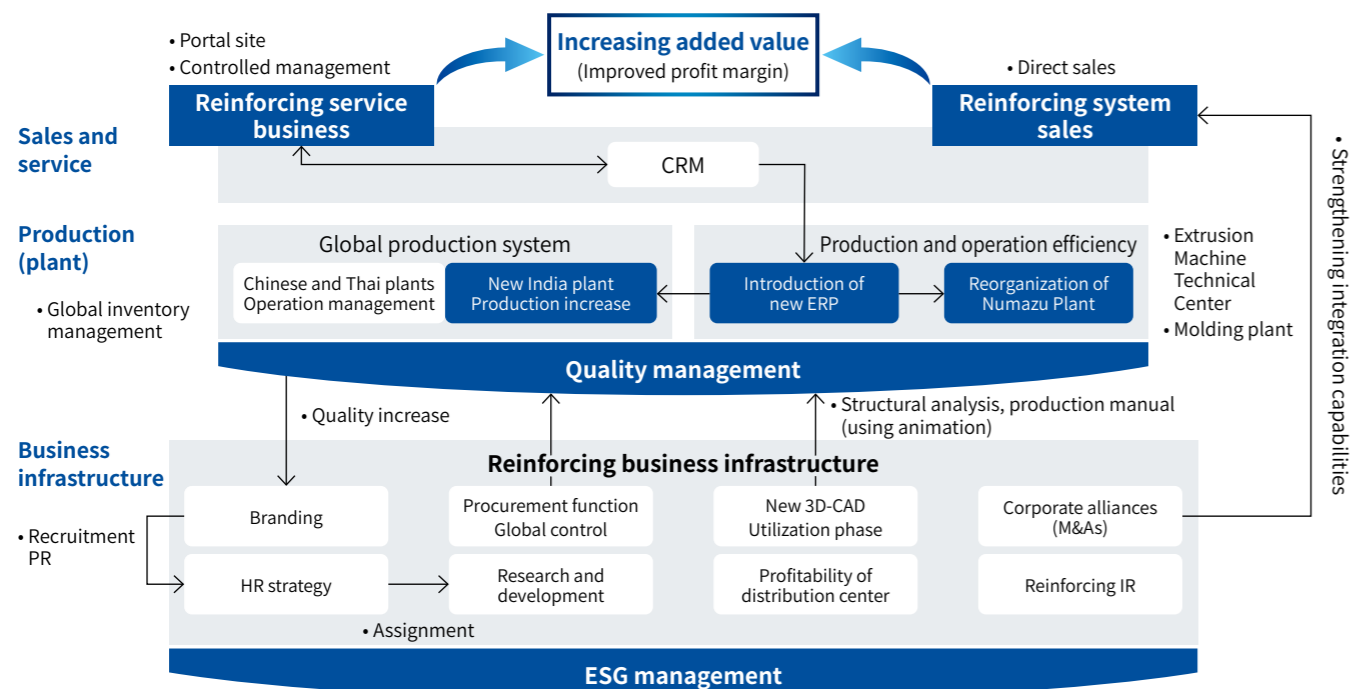 • Portal site
• Controlled management
Increasing added value
(Improved profit margin)
• Direct sales
Reinforcing service
business
Reinforcing system
sales
Sales and
service
CRM
• Strengthening integration capabilities
Production
(plant)
• Global inventory
management
Global production system
Chinese and Thai plants
Operation management
New India plant
Production increase
Production and operation efficiency
Introduction of
new ERP
Reorganization of
Numazu Plant
• Extrusion
Machine
Technical
Center
• Molding plant
Quality management
• Quality increase
• Structural analysis, production manual
(using animation)
Business
infrastructure
• Recruitment
PR
Reinforcing business infrastructure
Branding
Procurement function
Global control
New 3D-CAD
Utilization phase
Corporate alliances
(M&As)
HR strategy
Research and
development
Profitability of
distribution center
Reinforcing IR
• Assignment
ESG management